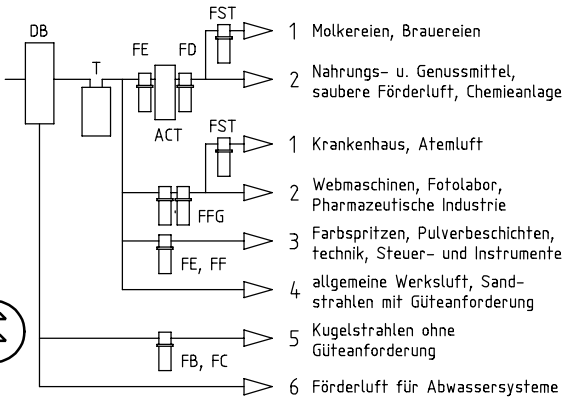 FST
DB
1 Molkereien, Brauereien
FE FD
T
2 Nahrungs- u. Genussmittel,
saubere Förderluft, Chemieanlage
ACT
FST
1 Krankenhaus, Atemluft
2 Webmaschinen, Fotolabor,
Pharmazeutische Industrie
FFG
3 Farbspritzen, Pulverbeschichten,
technik, Steuer- und Instrumente
FE, FF
4 allgemeine Werksluft, Sand-
strahlen mit Güteanforderung
5 Kugelstrahlen ohne
Güteanforderung
FB, FC
6 Förderluft für Abwassersysteme